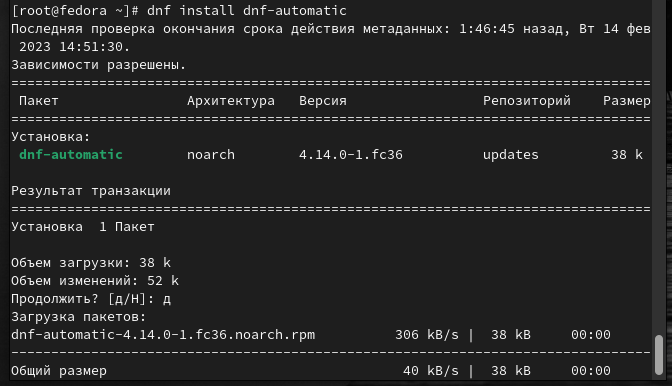 [root@fedora ~]# dnf install dnf-automatic
Последняя проверка окончания срока действия метаданных: 1:46:45 назад, Вт 14 фев
2023 14:51:30.
Зависимости разрешены.
================================================================================
Пакет Архитектура Версия Репозиторий Размер
================================================================================
Установка:
dnf-automatic noarch 4.14.0-1.fc36 updates 38 k
Результат транзакции
================================================================================
Установка 1 Пакет
Объем загрузки: 38 k
Объем изменений: 52 k
Продолжить? [д/Н]: д
Загрузка пакетов:
dnf-automatic-4.14.0-1.fc36.noarch.rpm 306 kB/s | 38 kB 00:00
--------------------------------------------------------------------------------
Общий размер 40 kB/s | 38 kB 00:00